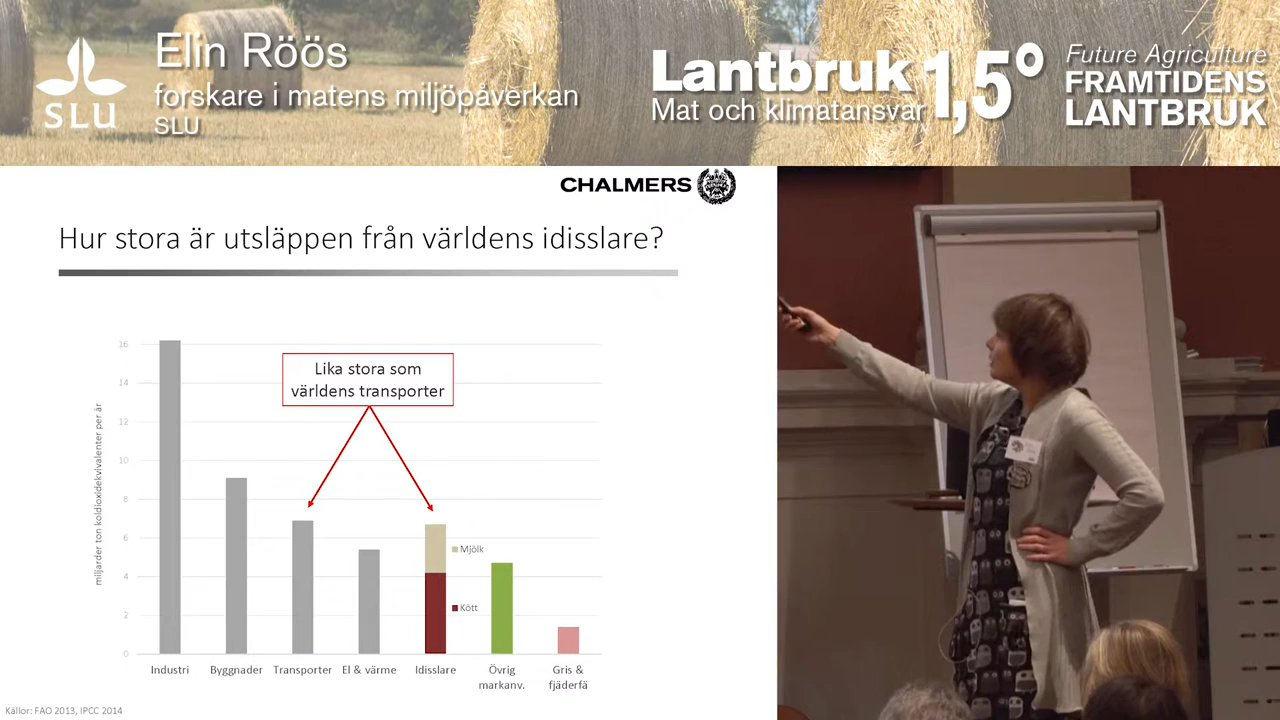 Elin Röös
forskare i matens miljöpåverkan
SLU
SLU
Lantbruk 1,5°
Mat och klimatansvar
Future Agriculture
FRAMTIDENS
LANTBRUK
CHALMERS
Hur stora är utsläppen från världens idisslare?
miljarder ton koldioxidekvivalenter per år
16
14
12
10
8
6
4
2
0
Lika stora som
världens transporter
Mjölk
Kött
Industri
Byggnader
Transporter
El & värme
Idisslare
Övrig
markanv.
Gris &
fjäderfä
Källor: FAO 2013, IPCC 2014